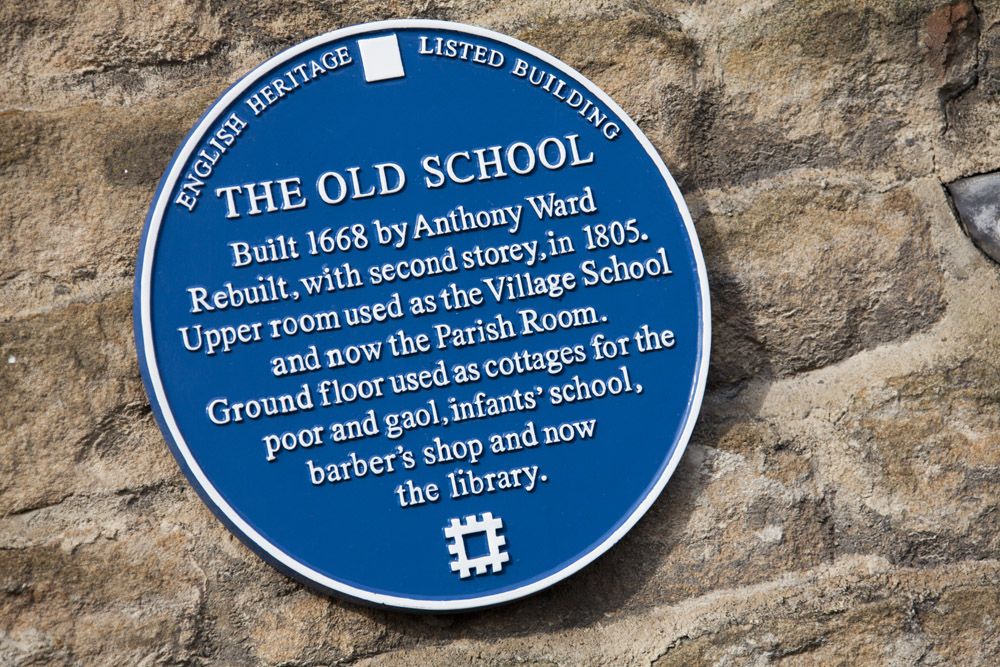 ENGLISH HERITAGE LISTED BUILDING
THE OLD SCHOOL
Built 1668 by Anthony Ward
Rebuilt, with second storey, in 1805.
Upper room used as the Village School
and now the Parish Room.
Ground floor used as cottages for the
poor and gaol, infants' school,
barber's shop and now
the library.